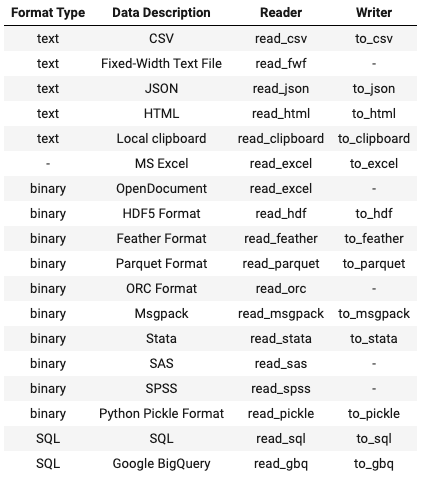 Format Type Data Description Reader Writer
text CSV read_csv to_csv
text Fixed-Width Text File read_fwf -
text JSON read_json to_json
text HTML read_html to_html
text Local clipboard read_clipboard to_clipboard
- MS Excel read_excel to_excel
binary OpenDocument read_excel -
binary HDF5 Format read_hdf to_hdf
binary Feather Format read_feather to_feather
binary Parquet Format read_parquet to_parquet
binary ORC Format read_orc -
binary Msgpack read_msgpack to_msgpack
binary Stata read_stata to_stata
binary SAS read_sas -
binary SPSS read_spss -
binary Python Pickle Format read_pickle to_pickle
SQL SQL read_sql to_sql
SQL Google BigQuery read_gbq to_gbq